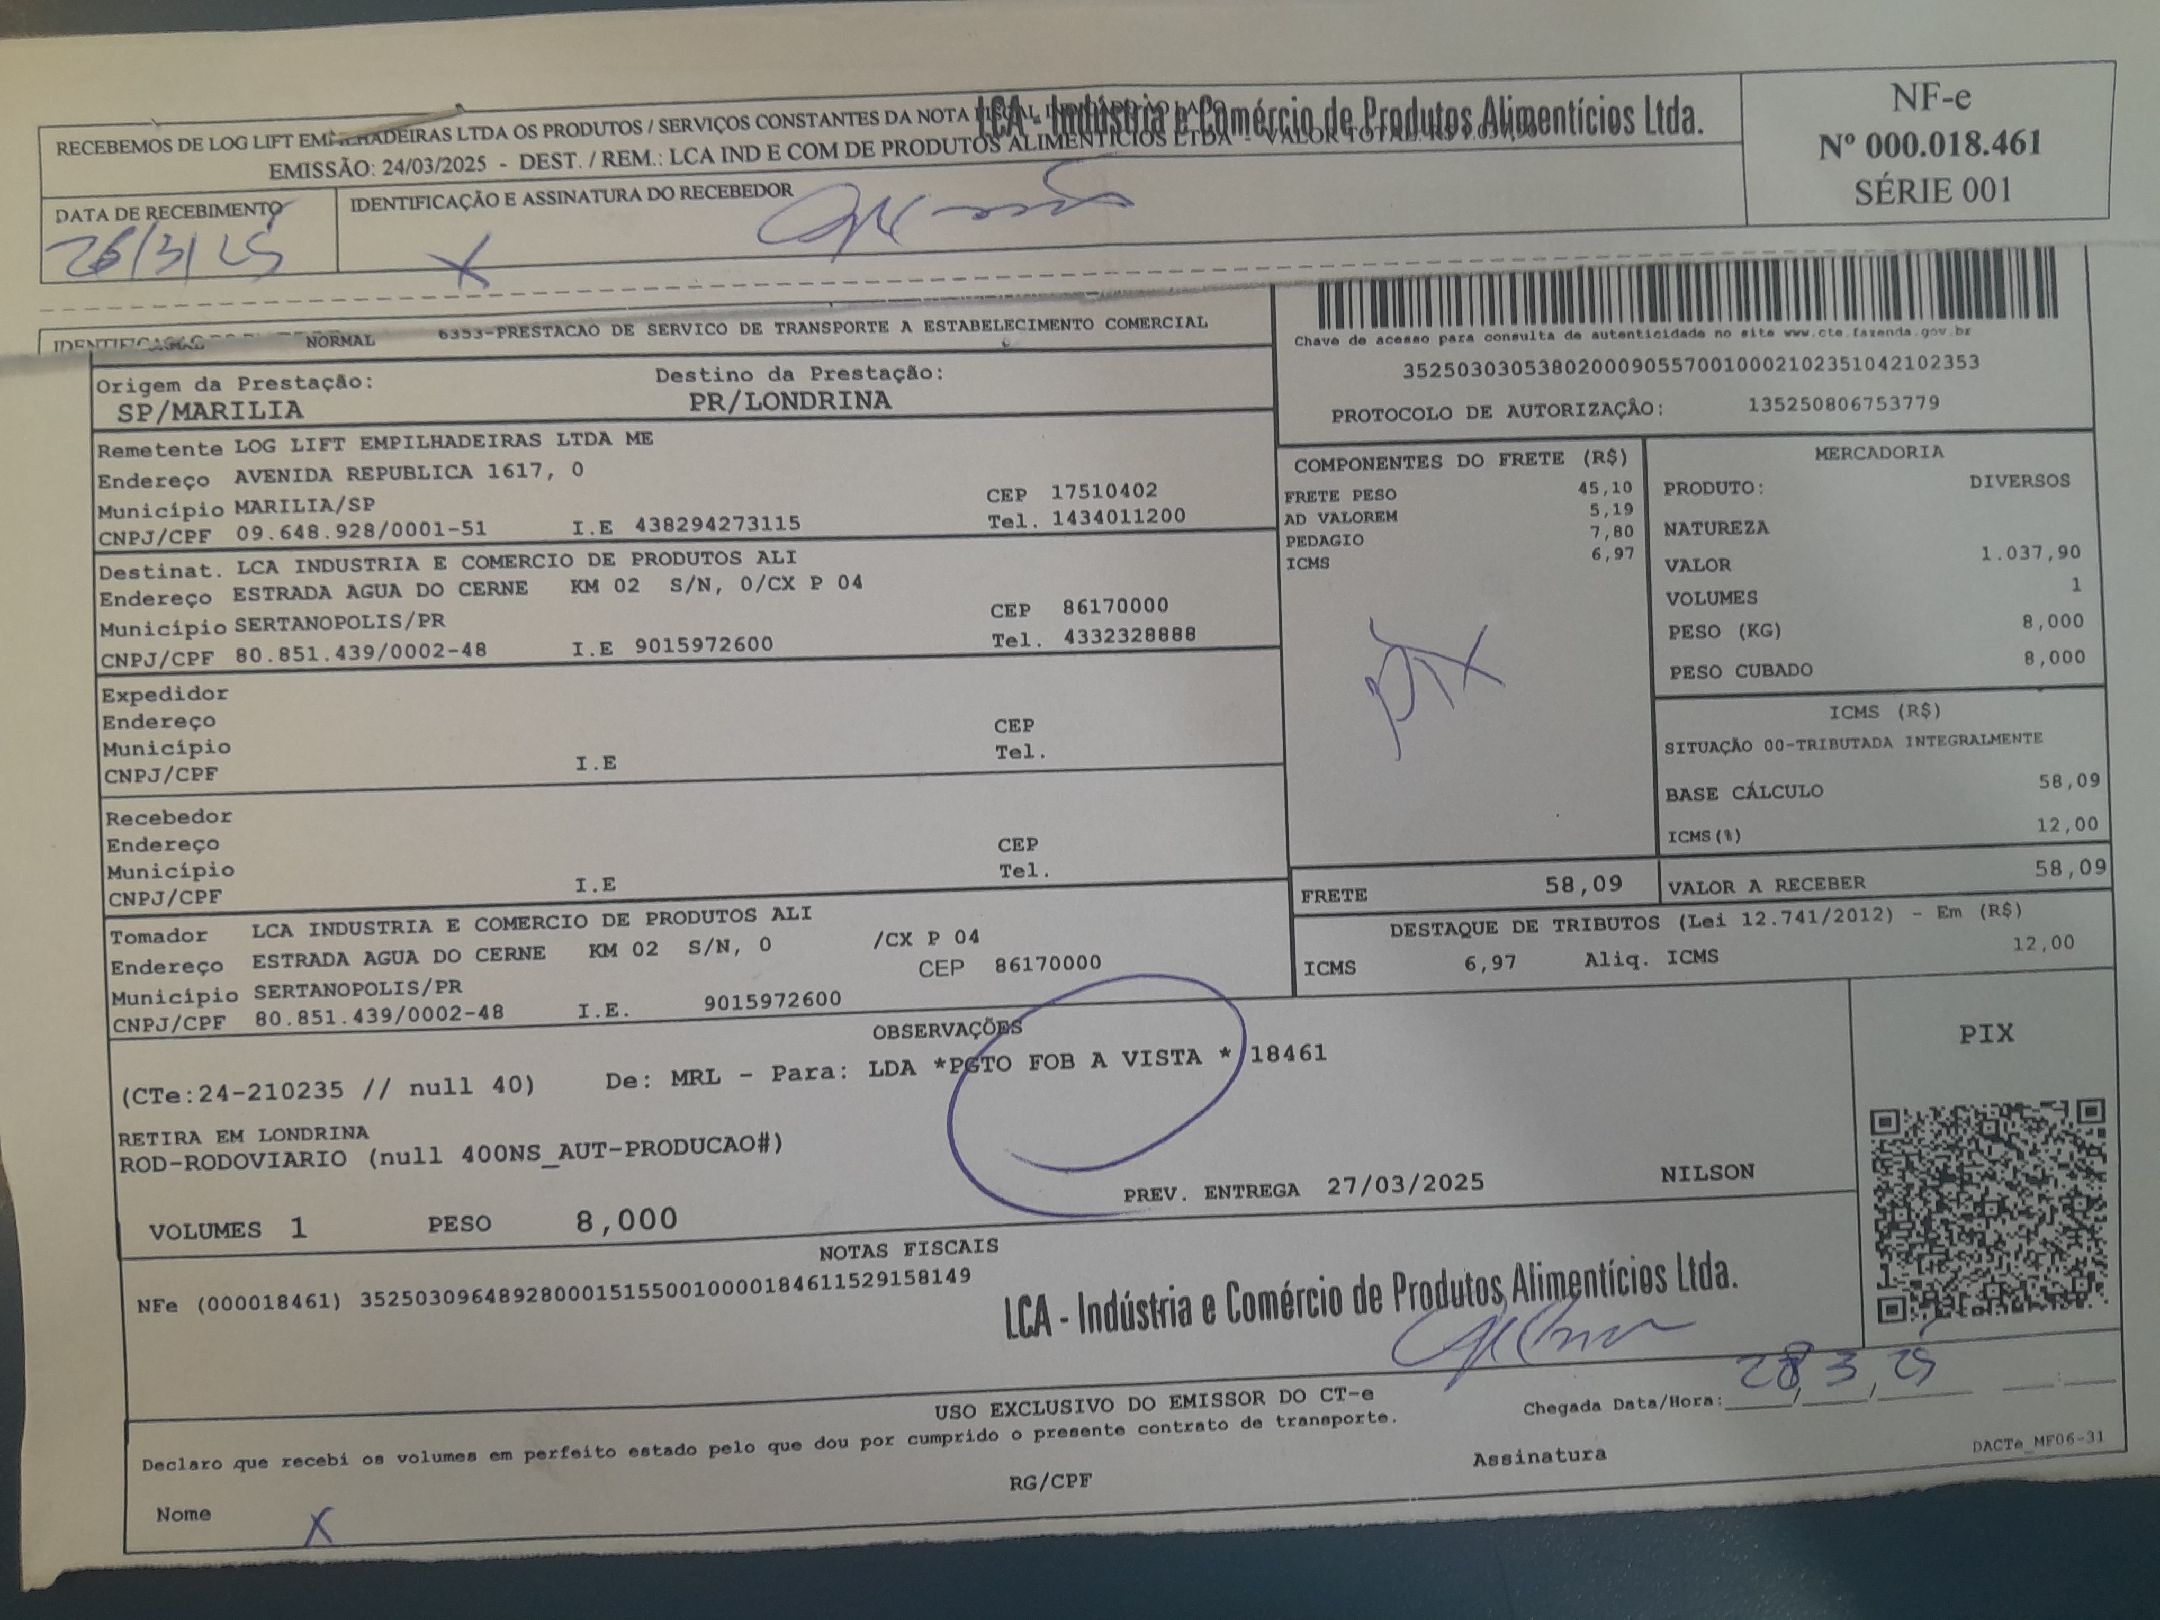 RECEBEMOS DE LOG LIFT EMPILHADEIRAS LTDA OS PRODUTOS / SERVIÇOS CONSTANTES DA NOTA
LCA - Indústria e Comércio de Produtos Alimentícios Ltda.
EMISSÃO: 24/03/2025 - DEST. / REM.: LCA IND E COM DE PRODUTOS ALIMENTICIOS LTDA - VALOR TOTAL:
NF-e
Nº 000.018.461
SÉRIE 001
DATA DE RECEBIMENTO
IDENTIFICAÇÃO E ASSINATURA DO RECEBEDOR
26/3/25
X
NORMAL 6353-PRESTACAO DE SERVICO DE TRANSPORTE A ESTABELECIMENTO COMERCIAL
Chave de acesso para consulta de autenticidade no site www.cte.fazenda.gov.br
35250303053802000905570010002102351042102353
PROTOCOLO DE AUTORIZAÇÃO: 135250806753779
Origem da Prestação: Destino da Prestação:
SP/MARILIA PR/LONDRINA
Remetente LOG LIFT EMPILHADEIRAS LTDA ME
Endereço AVENIDA REPUBLICA 1617, 0
Município MARILIA/SP CEP 17510402
CNPJ/CPF 09.648.928/0001-51 I.E 438294273115 Tel. 1434011200
Destinat. LCA INDUSTRIA E COMERCIO DE PRODUTOS ALI
Endereço ESTRADA AGUA DO CERNE KM 02 S/N, 0/CX P 04
Município SERTANOPOLIS/PR CEP 86170000
CNPJ/CPF 80.851.439/0002-48 I.E 9015972600 Tel. 4332328888
Expedidor
Endereço
Município CEP
CNPJ/CPF I.E Tel.
Recebedor
Endereço
Município CEP
CNPJ/CPF I.E Tel.
Tomador LCA INDUSTRIA E COMERCIO DE PRODUTOS ALI
Endereço ESTRADA AGUA DO CERNE KM 02 S/N, 0 /CX P 04
Município SERTANOPOLIS/PR CEP 86170000
CNPJ/CPF 80.851.439/0002-48 I.E. 9015972600
COMPONENTES DO FRETE (R$)
FRETE PESO 45,10
AD VALOREM 5,19
PEDAGIO 7,80
ICMS 6,97
PIX
MERCADORIA
PRODUTO: DIVERSOS
NATUREZA
VALOR 1.037,90
VOLUMES 1
PESO (KG) 8,000
PESO CUBADO 8,000
ICMS (R$)
SITUAÇÃO 00-TRIBUTADA INTEGRALMENTE
BASE CÁLCULO 58,09
ICMS(%) 12,00
FRETE 58,09 VALOR A RECEBER 58,09
DESTAQUE DE TRIBUTOS (Lei 12.741/2012) - Em (R$)
ICMS 6,97 Aliq. ICMS 12,00
OBSERVAÇÕES
(CTe:24-210235 // null 40) De: MRL - Para: LDA *PGTO FOB A VISTA * 18461
RETIRA EM LONDRINA
ROD-RODOVIARIO (null 400NS_AUT-PRODUCAO#)
PREV. ENTREGA 27/03/2025 NILSON
VOLUMES 1 PESO 8,000
PIX
NOTAS FISCAIS
NFe (000018461) 35250309648928000151550010000184611529158149
LCA - Indústria e Comércio de Produtos Alimentícios Ltda.
USO EXCLUSIVO DO EMISSOR DO CT-e
Chegada Data/Hora: 28/3/25
Declaro que recebi os volumes em perfeito estado pelo que dou por cumprido o presente contrato de transporte.
Nome X RG/CPF Assinatura
DACTe_MF06-31